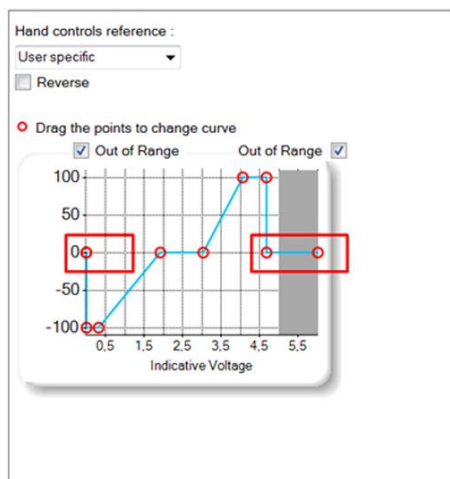 Hand controls reference :
User specific
Reverse
Drag the points to change curve
Out of Range Out of Range
100
50
0
-50
-100
0,5 1,5 2,5 3,5 4,5 5,5
Indicative Voltage